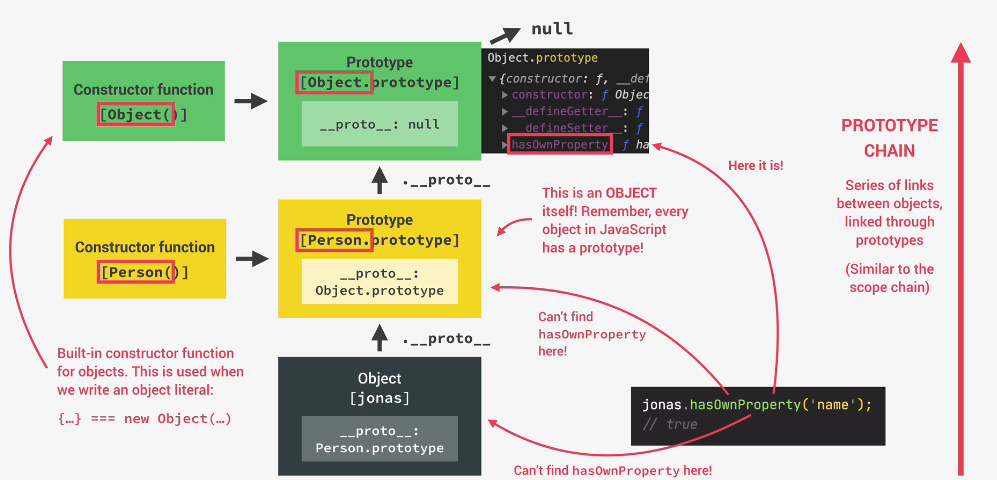 null
Constructor function
[Object()]
Prototype
[Object.prototype]
__proto__: null
Object.prototype
▼{constructor: ƒ, __def
▶ constructor: ƒ Objec
▶ __defineGetter__: ƒ
▶ __defineSetter__: ƒ
▶ hasOwnProperty ƒ ha
.__proto__
Here it is!
PROTOTYPE
CHAIN
Series of links
between objects,
linked through
prototypes
(Similar to the
scope chain)
Constructor function
[Person()]
Prototype
[Person.prototype]
__proto__:
Object.prototype
This is an OBJECT
itself! Remember, every
object in JavaScript
has a prototype!
.__proto__
Can't find
hasOwnProperty
here!
Built-in constructor function
for objects. This is used when
we write an object literal:
{…} === new Object(…)
Object
[jonas]
__proto__:
Person.prototype
jonas.hasOwnProperty('name');
// true
Can't find hasOwnProperty here!